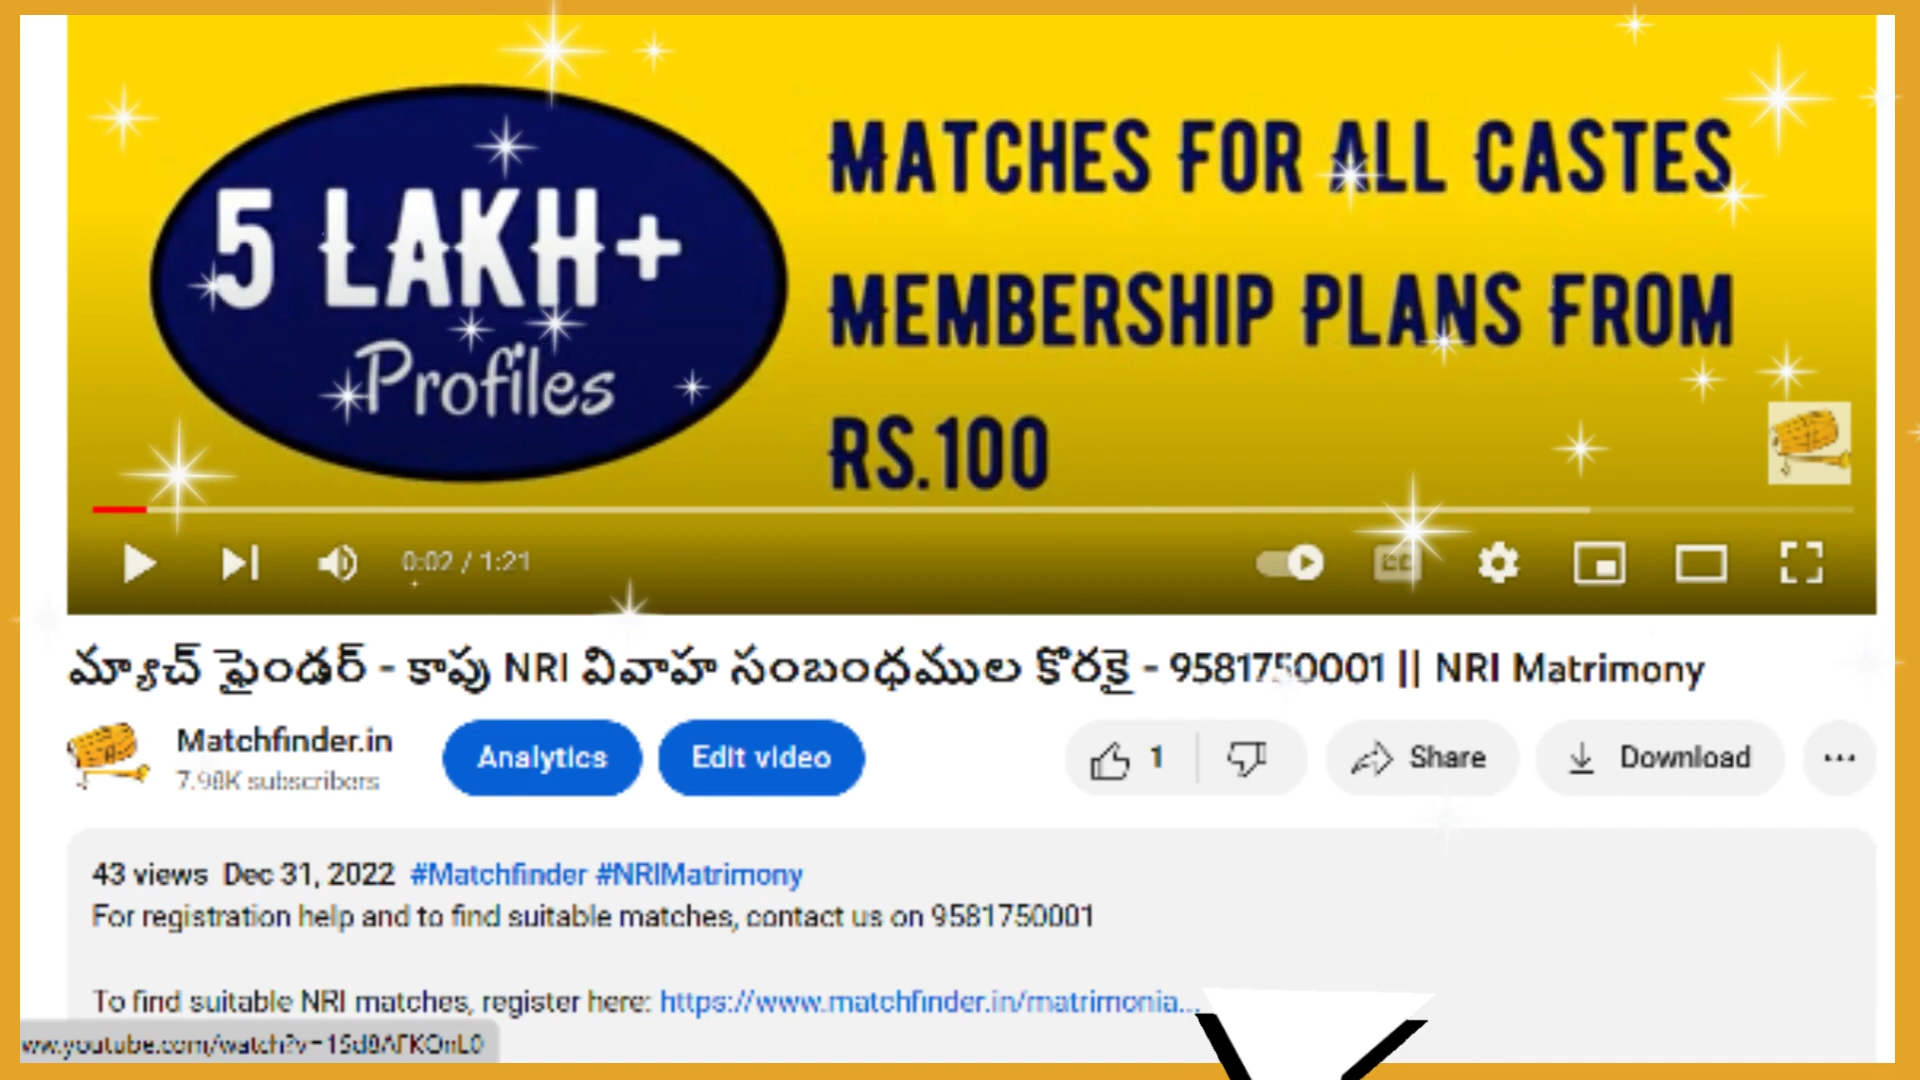 5 LAKH+
Profiles
MATCHES FOR ALL CASTES
MEMBERSHIP PLANS FROM
RS.100
0:02 / 1:21
CC
మ్యాచ్ ఫైండర్ - కాపు NRI వివాహ సంబంధముల కొరకై - 9581750001 || NRI Matrimony
Matchfinder.in
7.98K subscribers
Analytics
Edit video
1
Share
Download
43 views Dec 31, 2022 #Matchfinder #NRIMatrimony
For registration help and to find suitable matches, contact us on 9581750001
To find suitable NRI matches, register here: https://www.matchfinder.in/matrimonia...